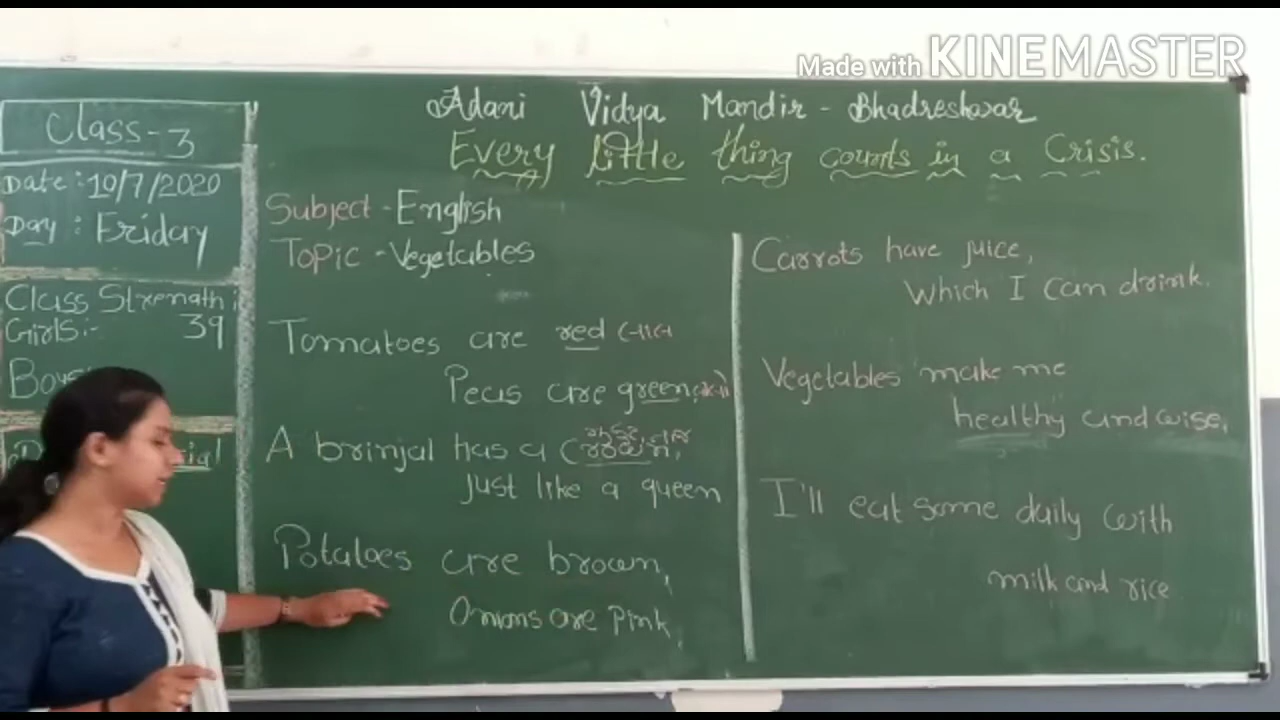 Made with KINEMASTER
Adani Vidya Mandir - Bhadreshwar
Every little thing counts in a Crisis.
Class-3
Date: 10/7/2020
Day: Friday
Class Strength:
Girls:- 39
Boys
Subject - English
Topic - Vegetables
Tomatoes are red લાલ
Peas are green,
A brinjal has a crown,
just like a queen
Potatoes are brown,
Onions are pink,
Carrots have juice,
Which I can drink.
Vegetables make me
healthy and wise,
I'll eat some daily with
milk and rice